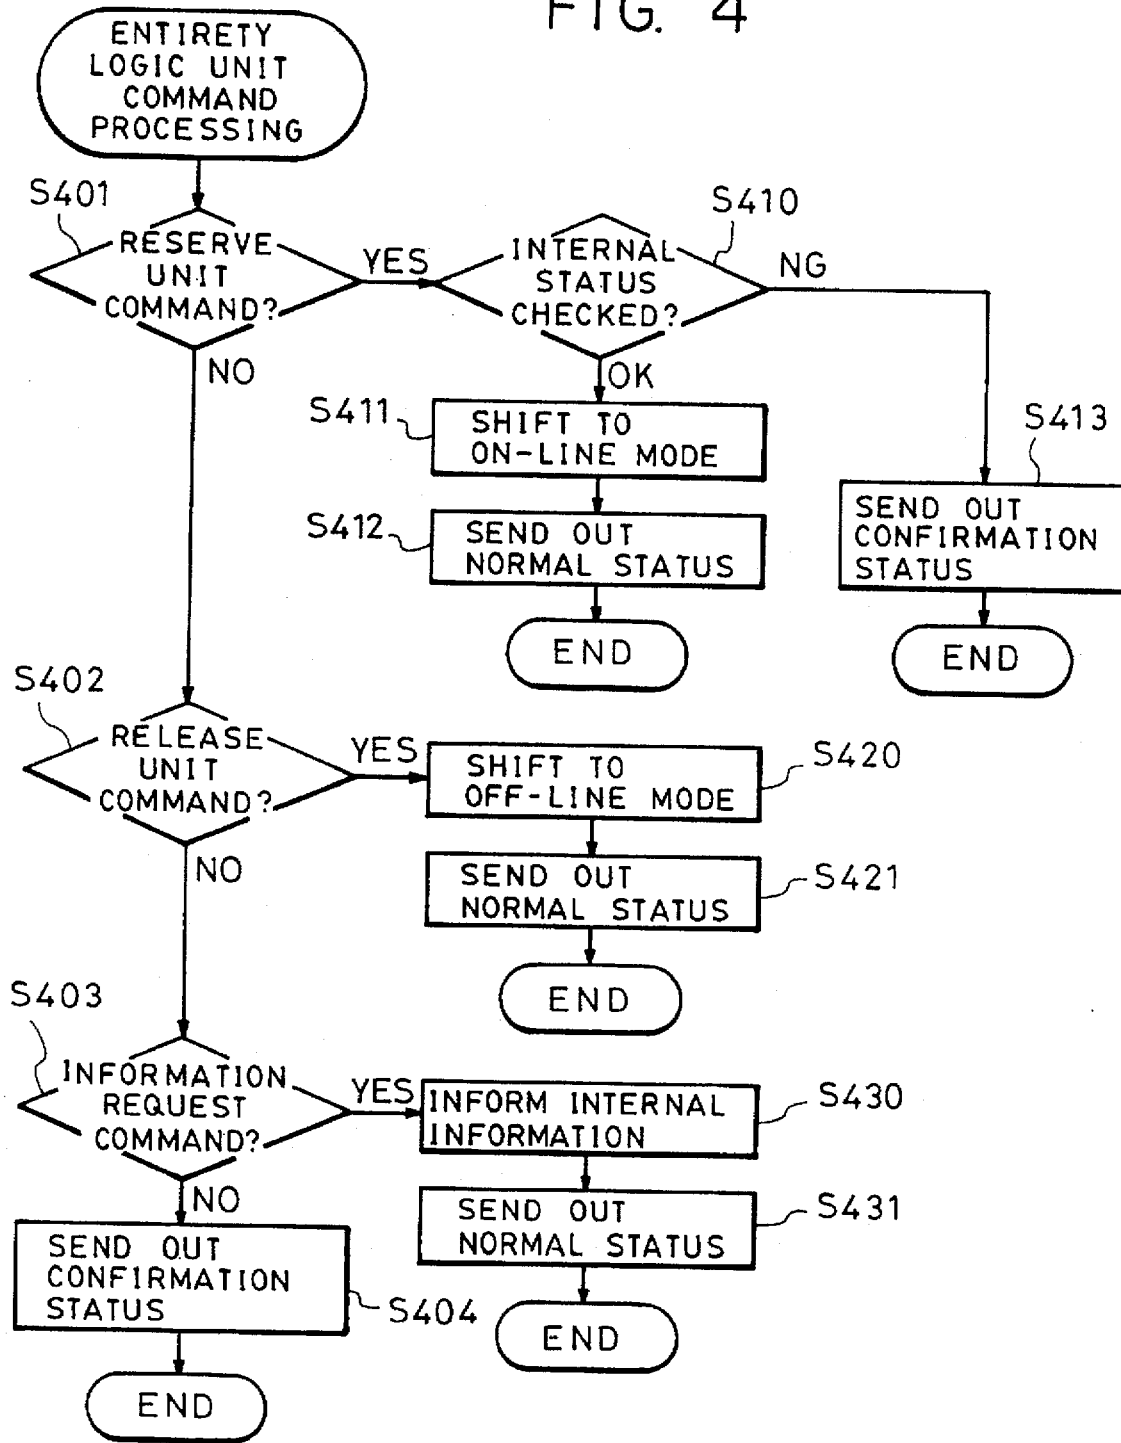 FIG. 4
ENTIRETY
LOGIC UNIT
COMMAND
PROCESSING
S401
RESERVE
UNIT
COMMAND?
YES
NO
S410
INTERNAL
STATUS
CHECKED?
NG
OK
S411
SHIFT TO
ON-LINE MODE
S412
SEND OUT
NORMAL STATUS
END
S413
SEND OUT
CONFIRMATION
STATUS
END
S402
RELEASE
UNIT
COMMAND?
YES
NO
SHIFT TO
OFF-LINE MODE
S420
SEND OUT
NORMAL STATUS
S421
END
S403
INFORMATION
REQUEST
COMMAND?
YES
NO
INFORM INTERNAL
INFORMATION
S430
SEND OUT
NORMAL STATUS
S431
END
SEND OUT
CONFIRMATION
STATUS
S404
END